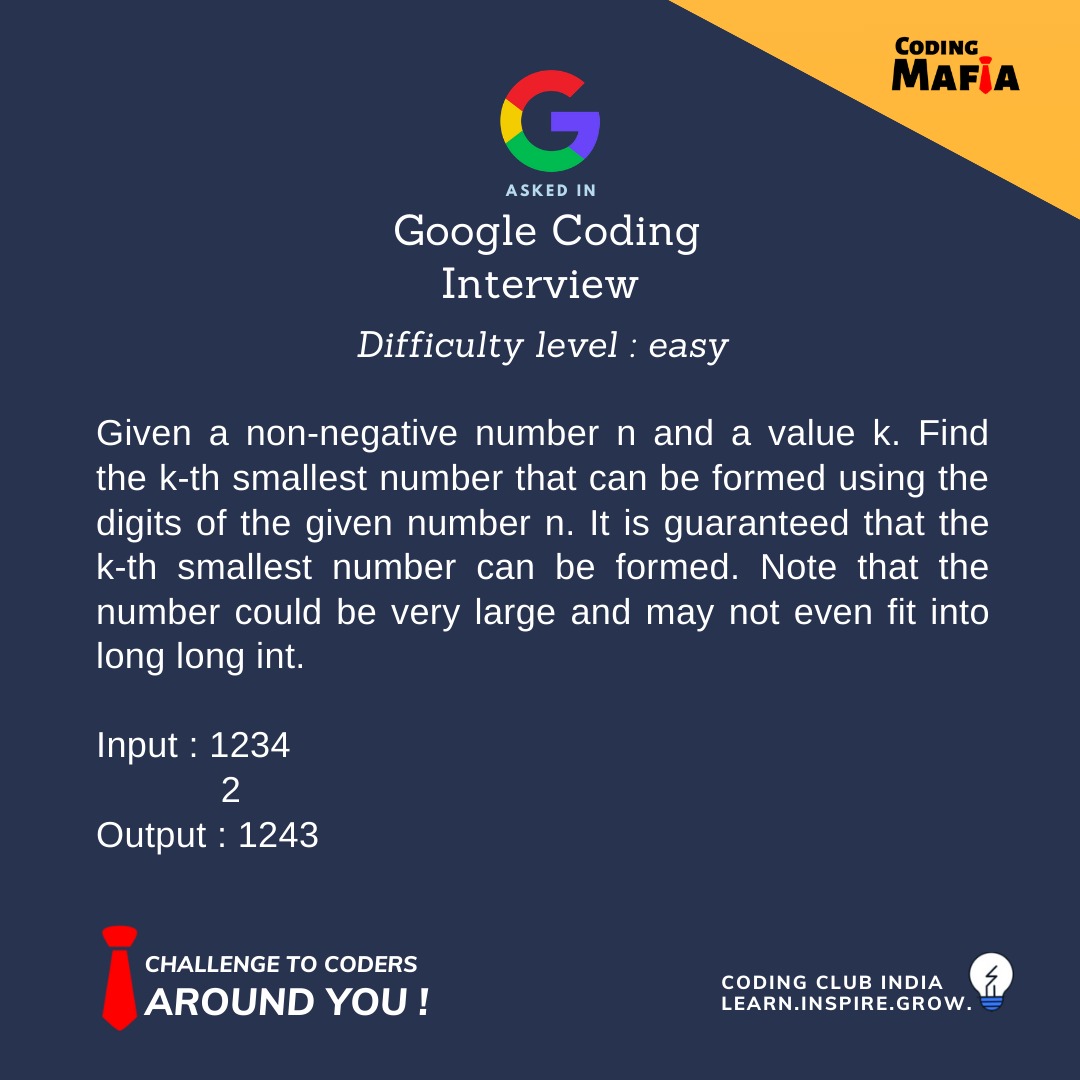 CODING
MAFIA
ASKED IN
Google Coding
Interview
Difficulty level : easy
Given a non-negative number n and a value k. Find
the k-th smallest number that can be formed using the
digits of the given number n. It is guaranteed that the
k-th smallest number can be formed. Note that the
number could be very large and may not even fit into
long long int.
Input : 1234
2
Output : 1243
CHALLENGE TO CODERS
AROUND YOU !
CODING CLUB INDIA
LEARN.INSPIRE.GROW.